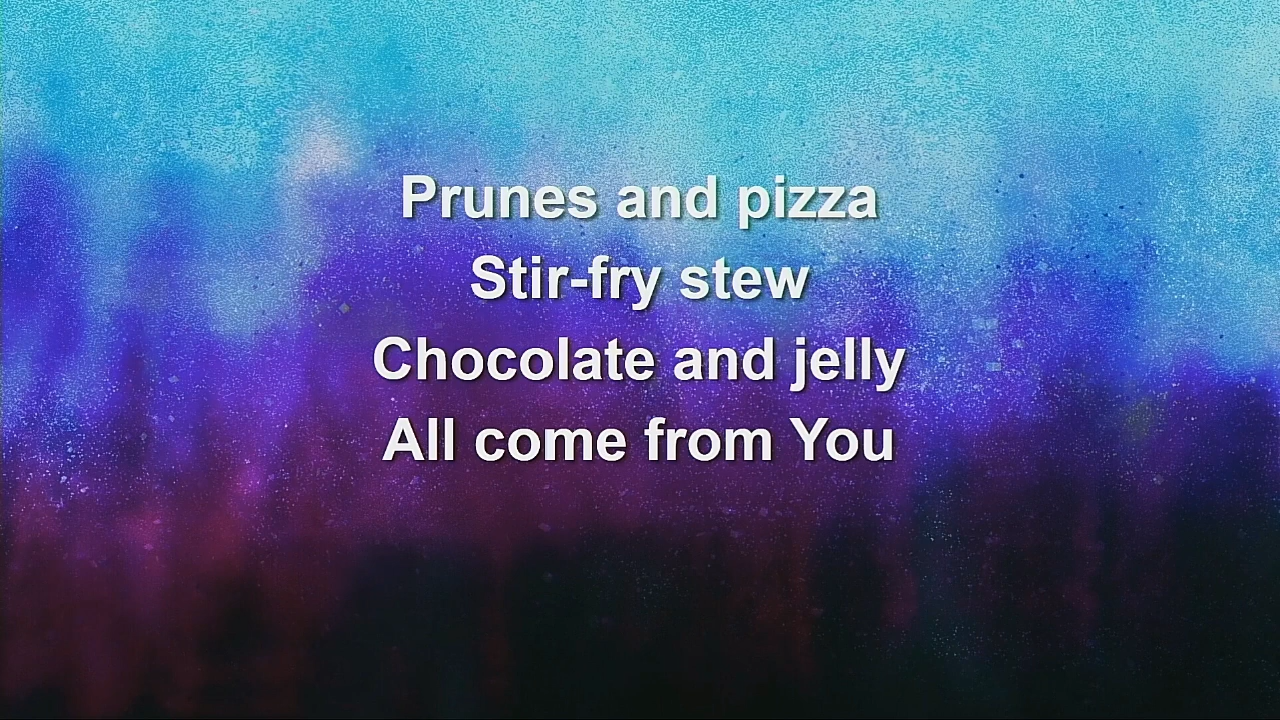 Prunes and pizza
Stir-fry stew
Chocolate and jelly
All come from You